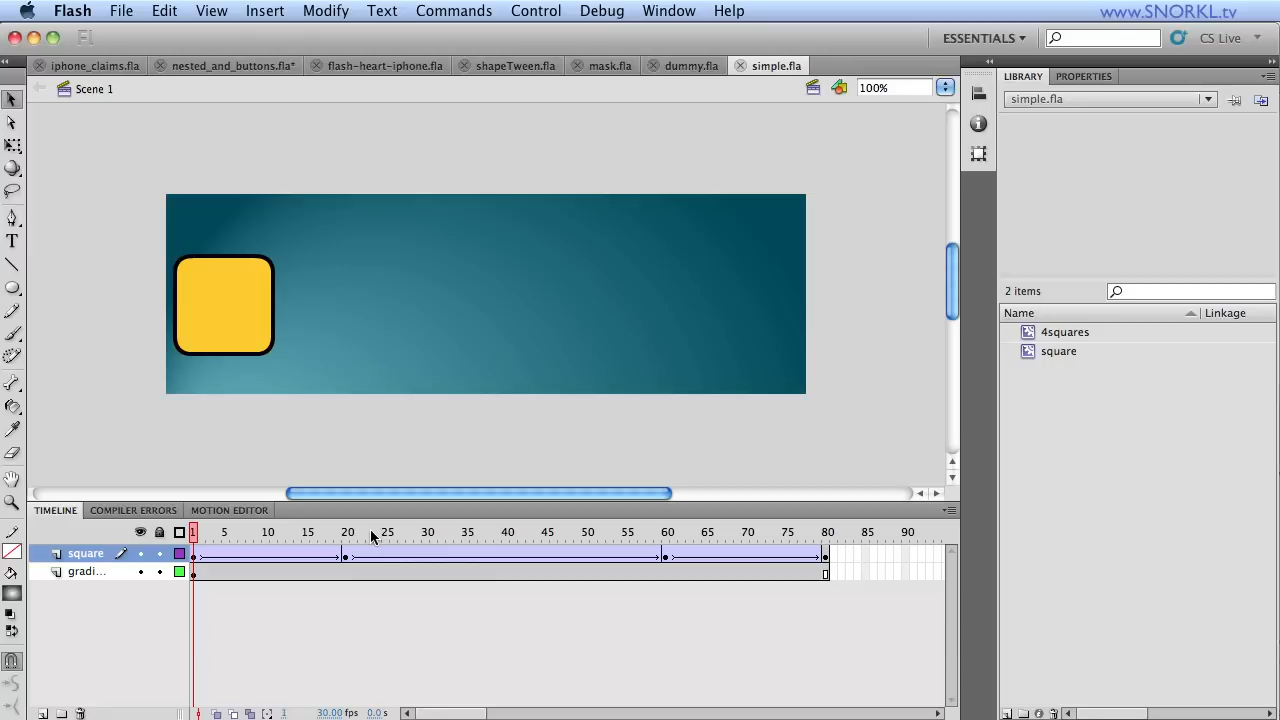 Flash File Edit View Insert Modify Text Commands Control Debug Window Help www.SNORKL.tv
Fl ESSENTIALS CS Live
iphone_claims.fla nested_and_buttons.fla* flash-heart-iphone.fla shapeTween.fla mask.fla dummy.fla simple.fla
Scene 1 100%
LIBRARY PROPERTIES
simple.fla
2 items
Name Linkage
4squares
square
TIMELINE COMPILER ERRORS MOTION EDITOR
1 5 10 15 20 25 30 35 40 45 50 55 60 65 70 75 80 85 90
square
gradi...
1 30.00 fps 0.0 s